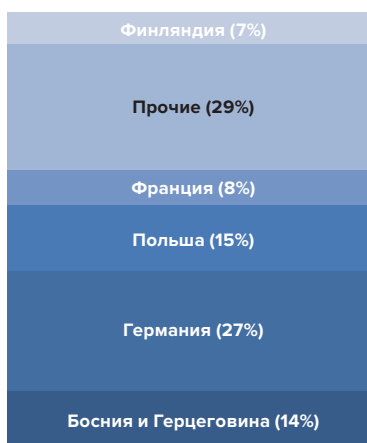 Финляндия (7%)
Прочие (29%)
Франция (8%)
Польша (15%)
Германия (27%)
Босния и Герцеговина (14%)